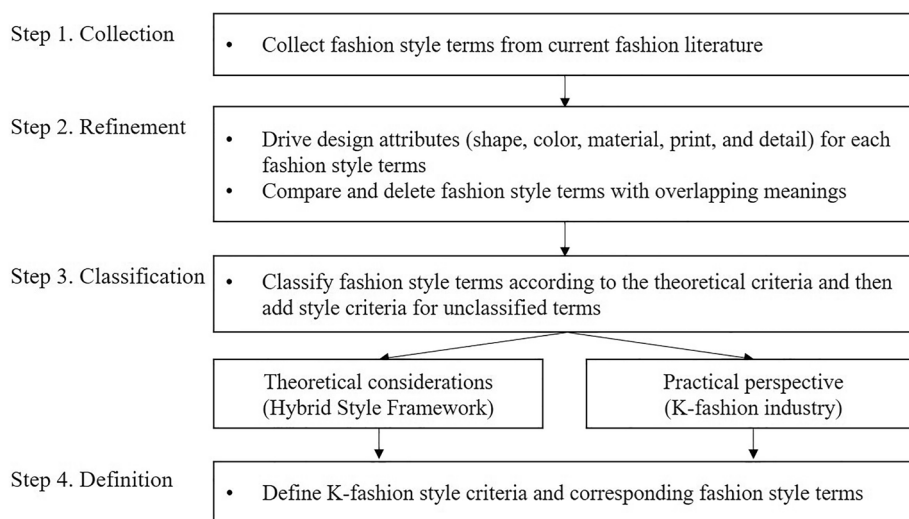 Step 1. Collection
• Collect fashion style terms from current fashion literature
Step 2. Refinement
• Drive design attributes (shape, color, material, print, and detail) for each
fashion style terms
• Compare and delete fashion style terms with overlapping meanings
Step 3. Classification
• Classify fashion style terms according to the theoretical criteria and then
add style criteria for unclassified terms
Theoretical considerations
(Hybrid Style Framework)
Practical perspective
(K-fashion industry)
Step 4. Definition
• Define K-fashion style criteria and corresponding fashion style terms